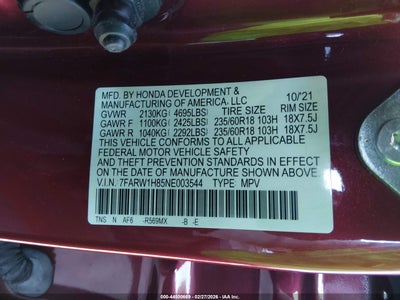 MFD. BY HONDA DEVELOPMENT & 10/'21
MANUFACTURING OF AMERICA, LLC
GVWR 2130KG( 4695LBS) TIRE SIZE RIM SIZE
GAWR F 1100KG( 2425LBS) 235/60R18 103H 18X7.5J
GAWR R 1040KG( 2292LBS) 235/60R18 103H 18X7.5J
THIS VEHICLE CONFORMS TO ALL APPLICABLE
FEDERAL MOTOR VEHICLE SAFETY
AND THEFT PREVENTION STANDARDS IN EFFECT
ON THE DATE OF MANUFACTURE SHOWN ABOVE.
V.I.N. 7FARW1H85NE003544 TYPE MPV
TNS N AF6 -R569MX -B -E
000-44600669 - 02/27/2026 - IAA Inc.